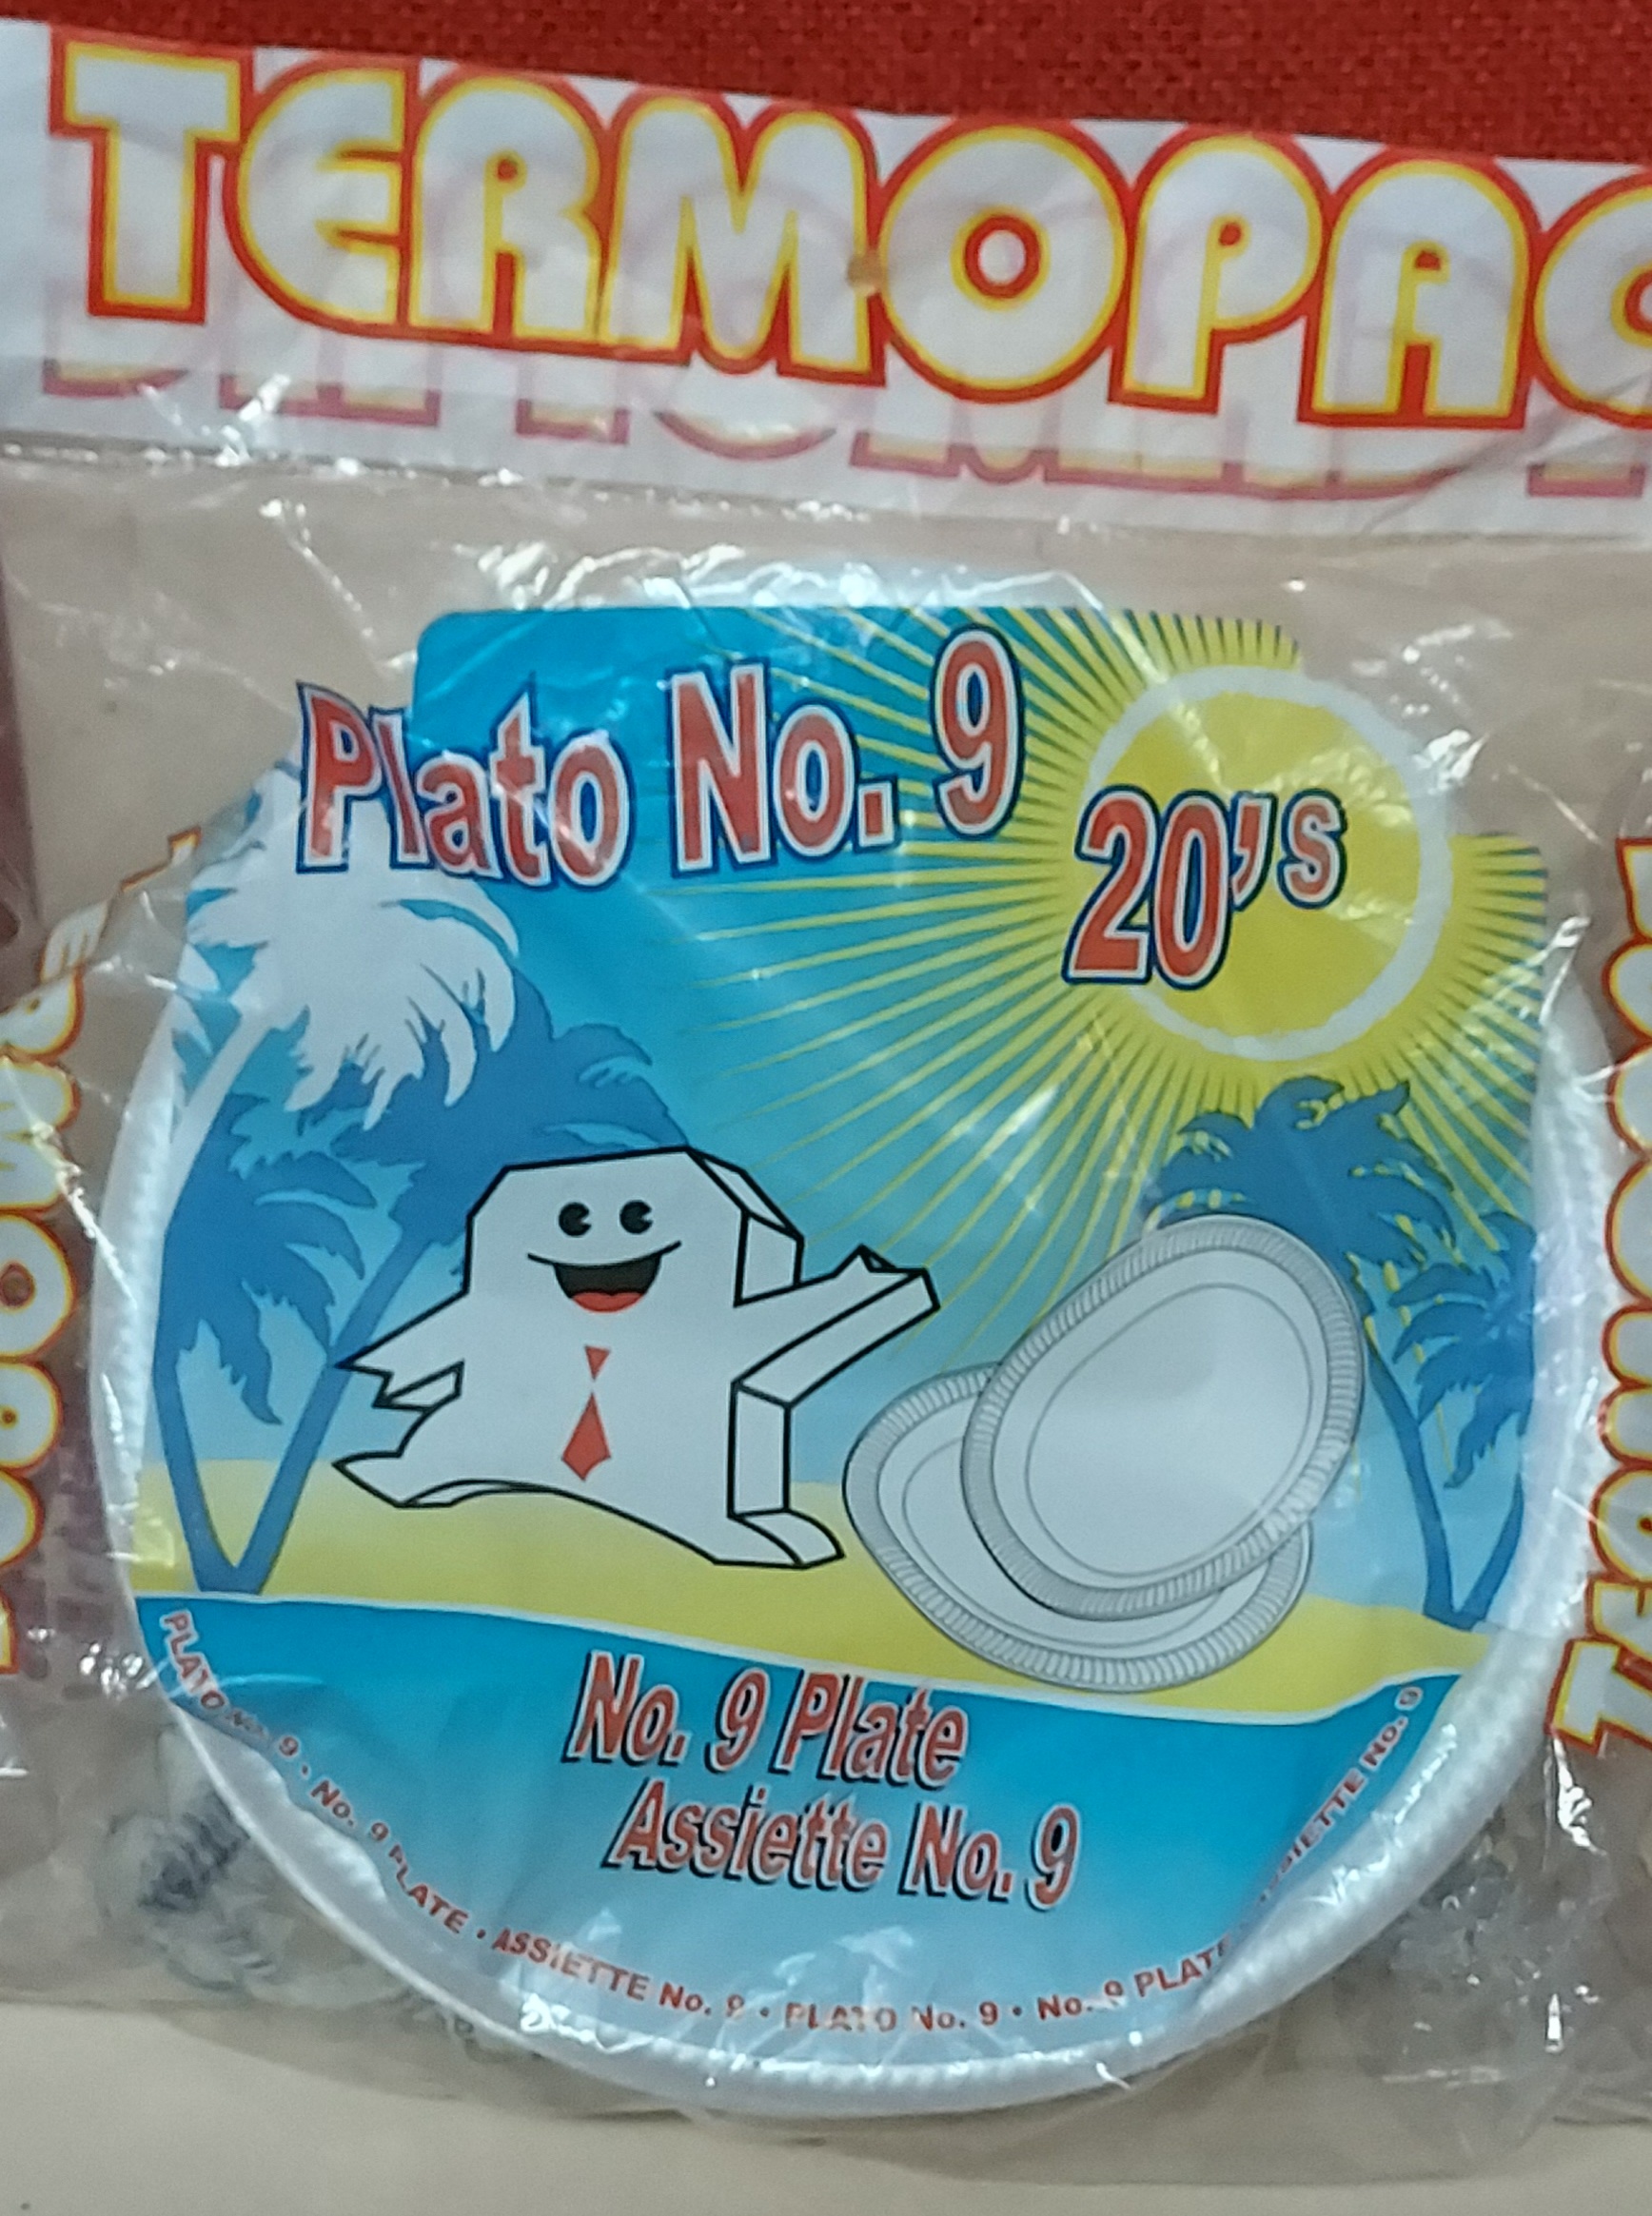 TERMOPAC
Plato No. 9
20's
No. 9 Plate
Assiette No. 9
PLATO No. 9 • No. 9 PLATE • ASSIETTE No. 9 • PLATO No. 9 • No. 9 PLATE ASSIETTE No. 9